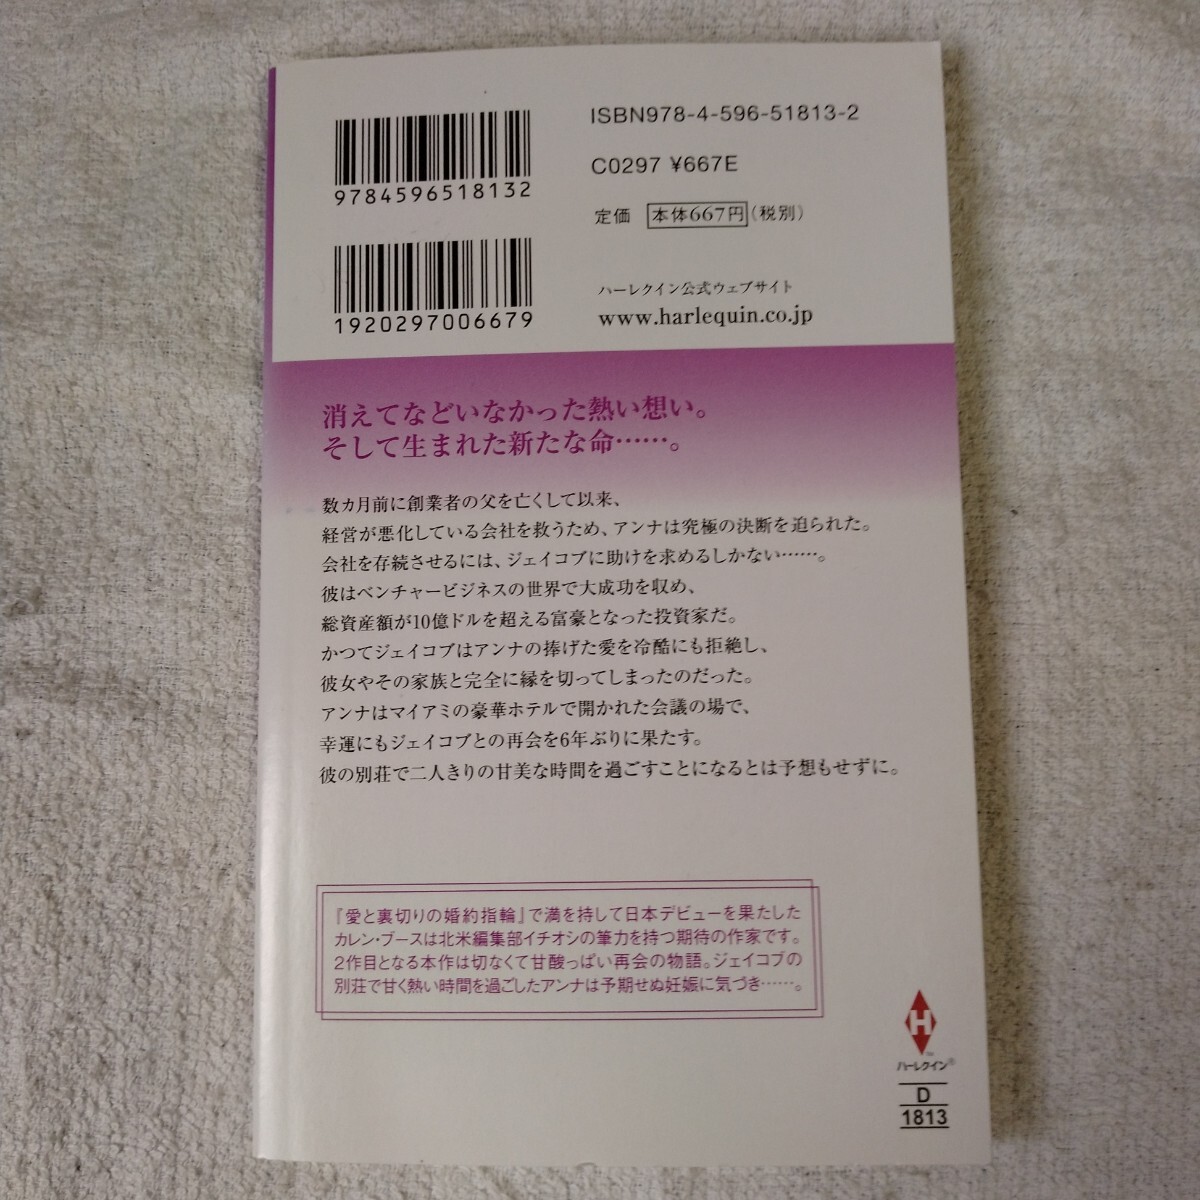 ISBN978-4-596-51813-2
9784596518132
C0297 ¥667E
定価 本体667円(税別)
1920297006679
ハーレクイン公式ウェブサイト
www.harlequin.co.jp
消えてなどいなかった熱い想い。
そして生まれた新たな命……。
数カ月前に創業者の父を亡くして以来、
経営が悪化している会社を救うため、アンナは究極の決断を迫られた。
会社を存続させるには、ジェイコブに助けを求めるしかない……。
彼はベンチャービジネスの世界で大成功を収め、
総資産額が10億ドルを超える富豪となった投資家だ。
かつてジェイコブはアンナの捧げた愛を冷酷にも拒絶し、
彼女やその家族と完全に縁を切ってしまったのだった。
アンナはマイアミの豪華ホテルで開かれた会議の場で、
幸運にもジェイコブとの再会を6年ぶりに果たす。
彼の別荘で二人きりの甘美な時間を過ごすことになるとは予想もせずに。
『愛と裏切りの婚約指輪』で満を持して日本デビューを果たした
カレン・ブースは北米編集部イチオシの筆力を持つ期待の作家です。
2作目となる本作は切なくて甘酸っぱい再会の物語。ジェイコブの
別荘で甘く熱い時間を過ごしたアンナは予期せぬ妊娠に気づき……。
H
™
ハーレクイン®
D
1813